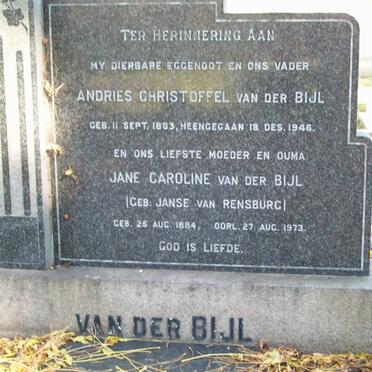 TER HERINNERING AAN
MY DIERBARE EGGENOOT EN ONS VADER
ANDRIES CHRISTOFFEL VAN DER BIJL
GEB. 11 SEPT. 1883, HEENGEGAAN 18 DES. 1946.
EN ONS LIEFSTE MOEDER EN OUMA
JANE CAROLINE VAN DER BIJL
(GEB: JANSE VAN RENSBURG)
GEB. 25 AUG. 1884, OORL. 27 AUG. 1973.
GOD IS LIEFDE.
VAN DER BIJL